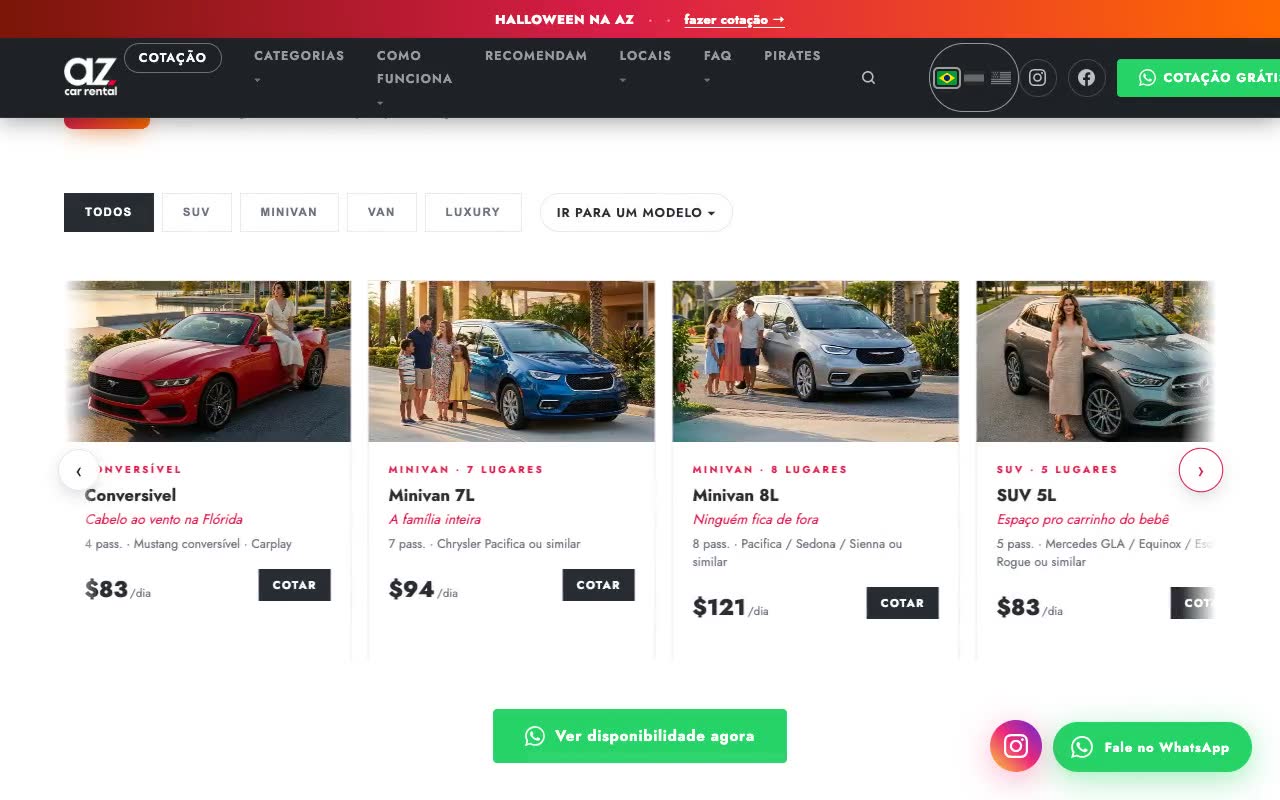 HALLOWEEN NA AZ · · fazer cotação →
az
car rental
COTAÇÃO
CATEGORIAS
COMO FUNCIONA
RECOMENDAM
LOCAIS
FAQ
PIRATES
COTAÇÃO GRÁTI
TODOS
SUV
MINIVAN
VAN
LUXURY
IR PARA UM MODELO
ONVERSÍVEL
Conversivel
Cabelo ao vento na Flórida
4 pass. · Mustang conversível · Carplay
$83/dia
COTAR
MINIVAN · 7 LUGARES
Minivan 7L
A família inteira
7 pass. · Chrysler Pacifica ou similar
$94/dia
COTAR
MINIVAN · 8 LUGARES
Minivan 8L
Ninguém fica de fora
8 pass. · Pacifica / Sedona / Sienna ou
similar
$121/dia
COTAR
SUV · 5 LUGARES
SUV 5L
Espaço pro carrinho do bebê
5 pass. · Mercedes GLA / Equinox / Esc
Rogue ou similar
$83/dia
COT
Ver disponibilidade agora
Fale no WhatsApp